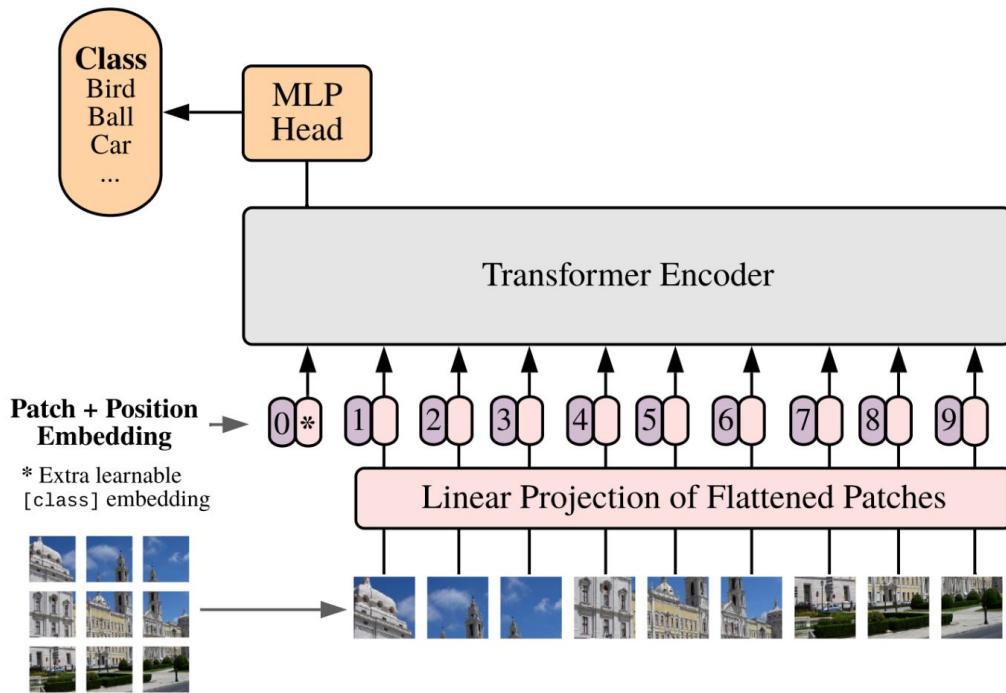 Class
Bird
Ball
Car
...
MLP
Head
Transformer Encoder
Patch + Position
Embedding
0 * 1 2 3 4 5 6 7 8 9
* Extra learnable
[class] embedding
Linear Projection of Flattened Patches